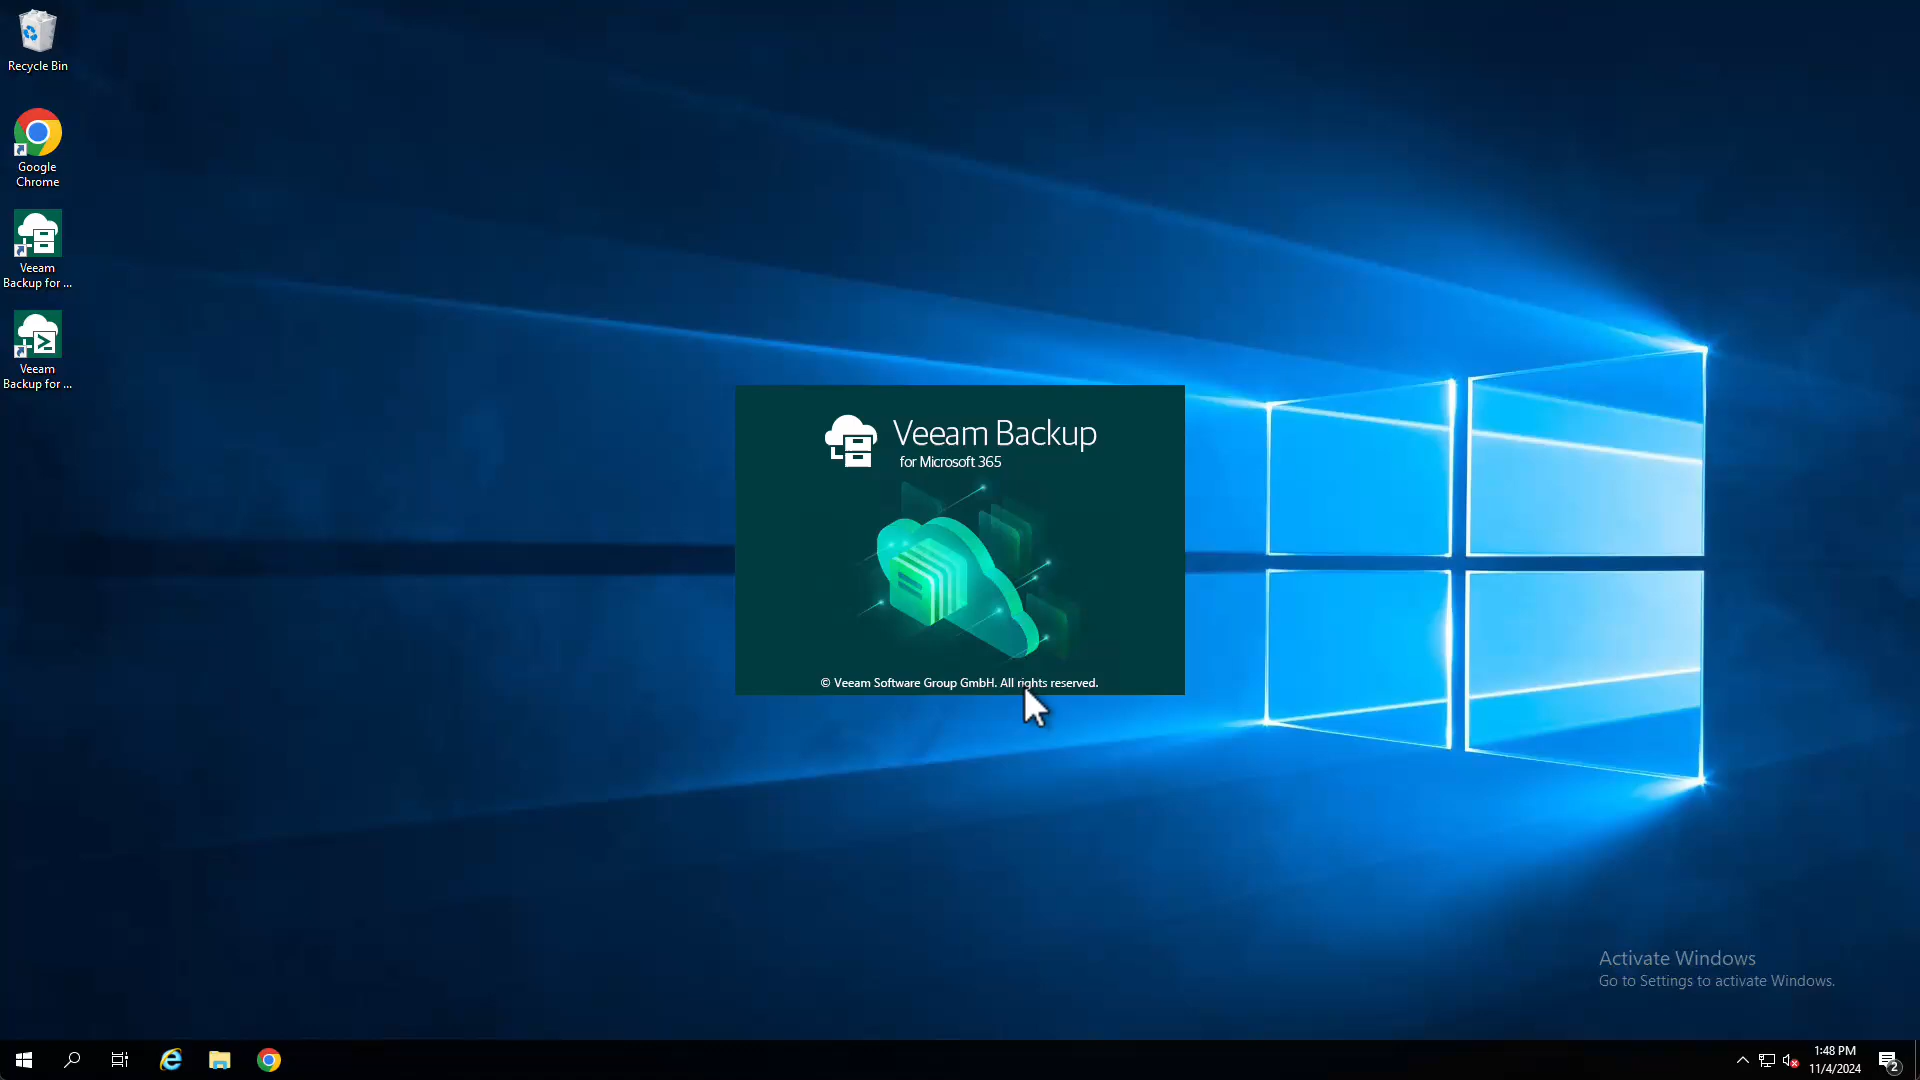 Recycle Bin
Google
Chrome
Veeam
Backup for ...
Veeam
Backup for ...
Veeam Backup
for Microsoft 365
© Veeam Software Group GmbH. All rights reserved.
Activate Windows
Go to Settings to activate Windows.
1:48 PM
11/4/2024
2